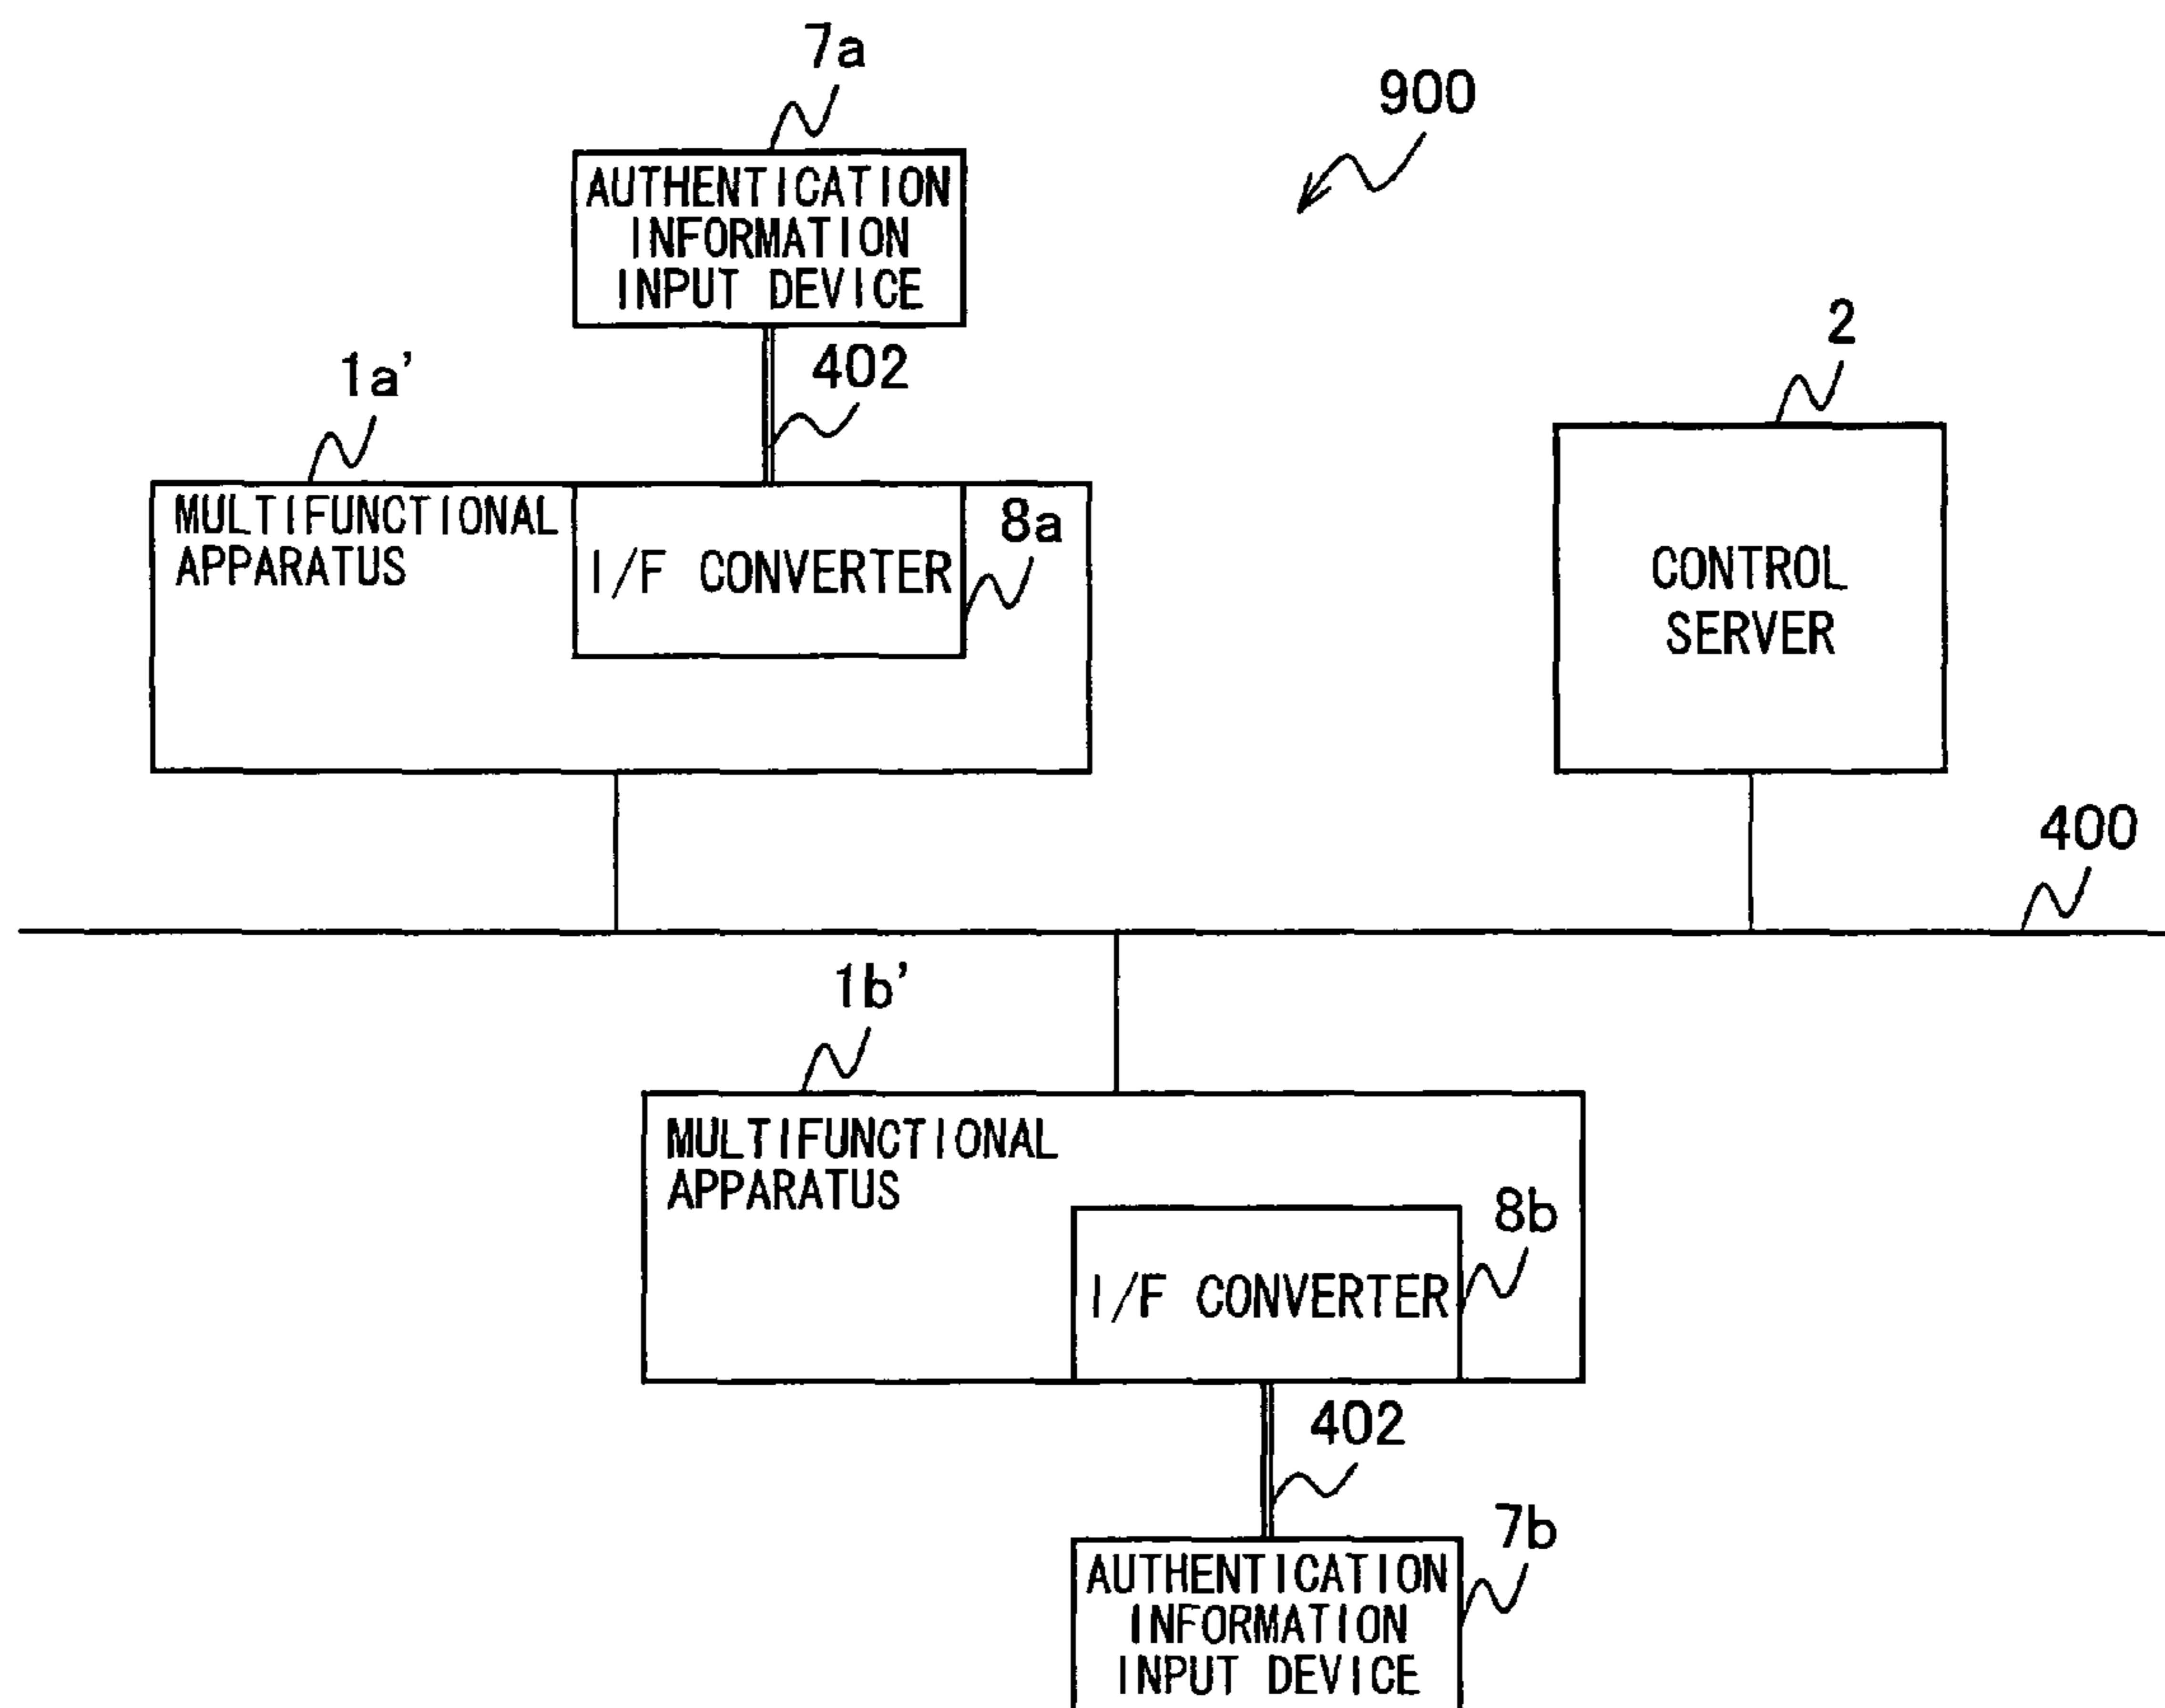 7a
900
AUTHENTICATION
INFORMATION
INPUT DEVICE
2
1a'
402
MULTIFUNCTIONAL
APPARATUS
8a
I/F CONVERTER
CONTROL
SERVER
400
1b'
MULTIFUNCTIONAL
APPARATUS
8b
I/F CONVERTER
402
7b
AUTHENTICATION
INFORMATION
INPUT DEVICE